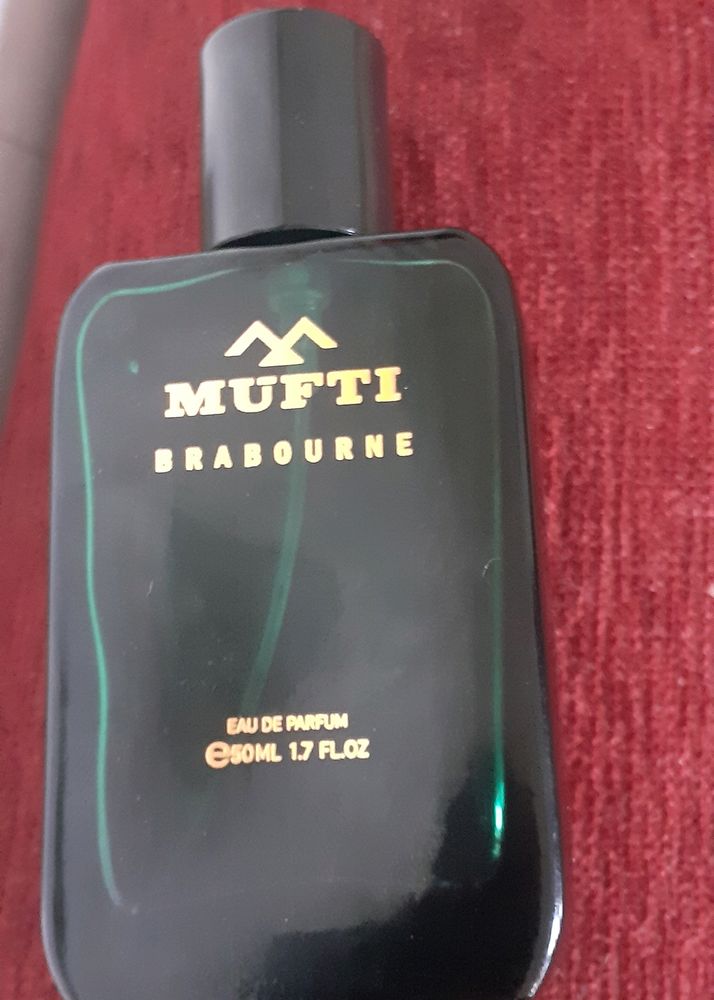 MUFTI
BRABOURNE
EAU DE PARFUM
℮50ML 1.7 FL.OZ